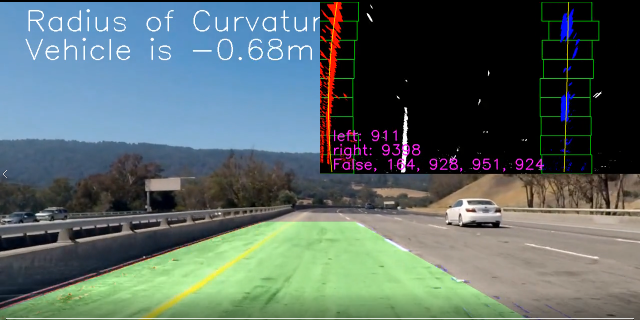 Radius of Curvatur
Vehicle is −0.68m
left: 911
right: 9398
False, 164, 928, 951, 924